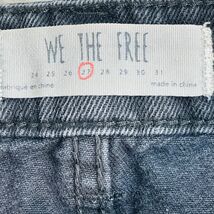 WE THE FREE
24 25 26 27 28 29 30 31
fabriqué en chine made in china